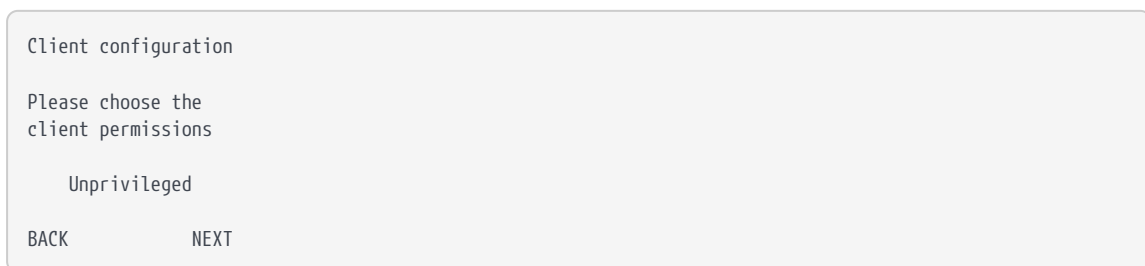 Client configuration
Please choose the
client permissions
Unprivileged
BACK NEXT